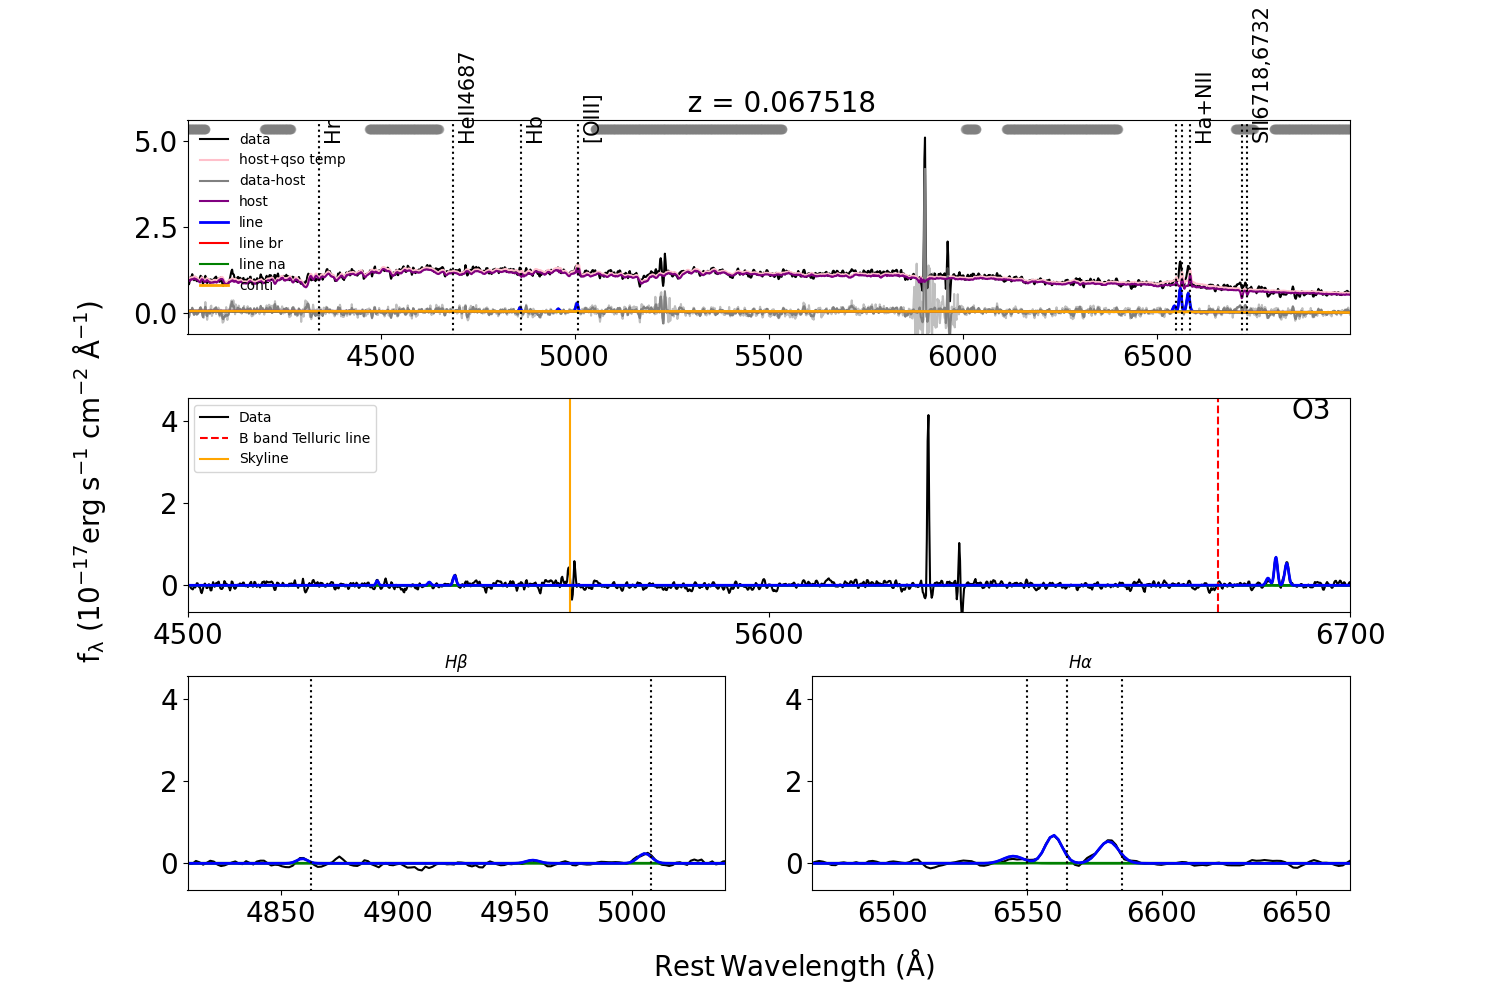 z = 0.067518
Hr
HeII4687
Hb
[OIII]
Ha+NII
SII6718,6732
5.0
2.5
0.0
data
host+qso temp
data-host
host
line
line br
line na
conti
4500 5000 5500 6000 6500
fλ (10⁻¹⁷erg s⁻¹ cm⁻² Å⁻¹)
O3
4
2
0
Data
B band Telluric line
Skyline
4500 5600 6700
Hβ
4
2
0
4850 4900 4950 5000
Hα
4
2
0
6500 6550 6600 6650
Rest Wavelength (Å)